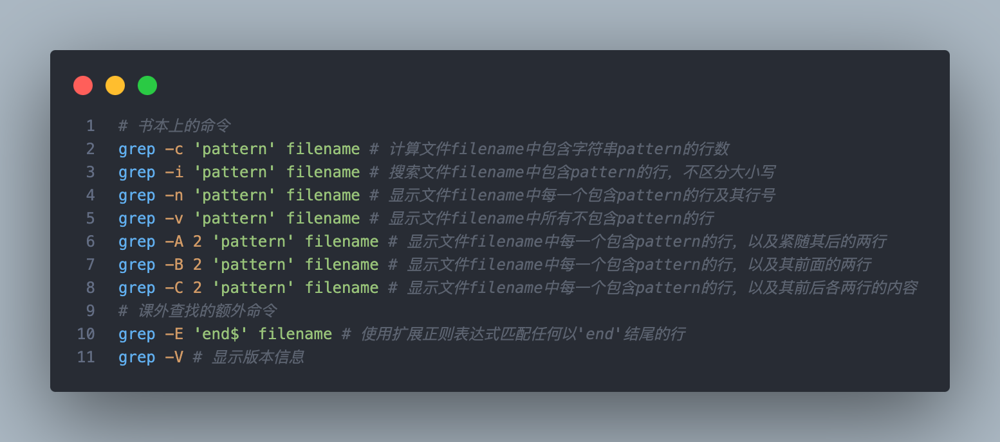 1 # 书本上的命令
2 grep -c 'pattern' filename # 计算文件filename中包含字符串pattern的行数
3 grep -i 'pattern' filename # 搜索文件filename中包含pattern的行，不区分大小写
4 grep -n 'pattern' filename # 显示文件filename中每一个包含pattern的行及其行号
5 grep -v 'pattern' filename # 显示文件filename中所有不包含pattern的行
6 grep -A 2 'pattern' filename # 显示文件filename中每一个包含pattern的行，以及紧随其后的两行
7 grep -B 2 'pattern' filename # 显示文件filename中每一个包含pattern的行，以及其前面的两行
8 grep -C 2 'pattern' filename # 显示文件filename中每一个包含pattern的行，以及其前后各两行的内容
9 # 课外查找的额外命令
10 grep -E 'end$' filename # 使用扩展正则表达式匹配任何以'end'结尾的行
11 grep -V # 显示版本信息